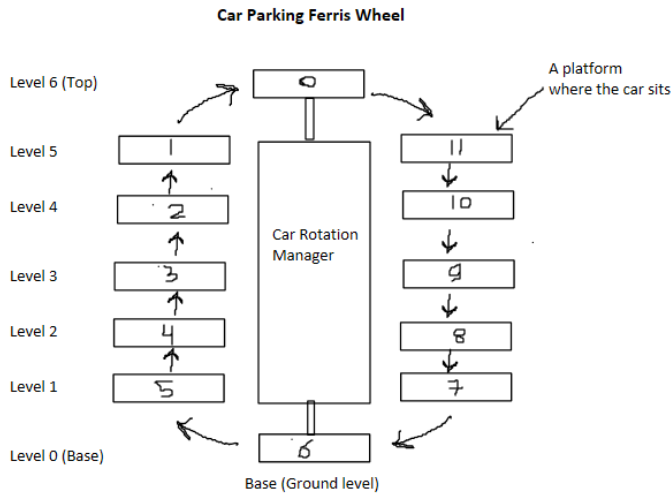 Car Parking Ferris Wheel
Level 6 (Top)
0
A platform
where the car sits
Level 5
1
11
Level 4
2
10
Car Rotation
Manager
Level 3
3
9
Level 2
4
8
Level 1
5
7
Level 0 (Base)
6
Base (Ground level)